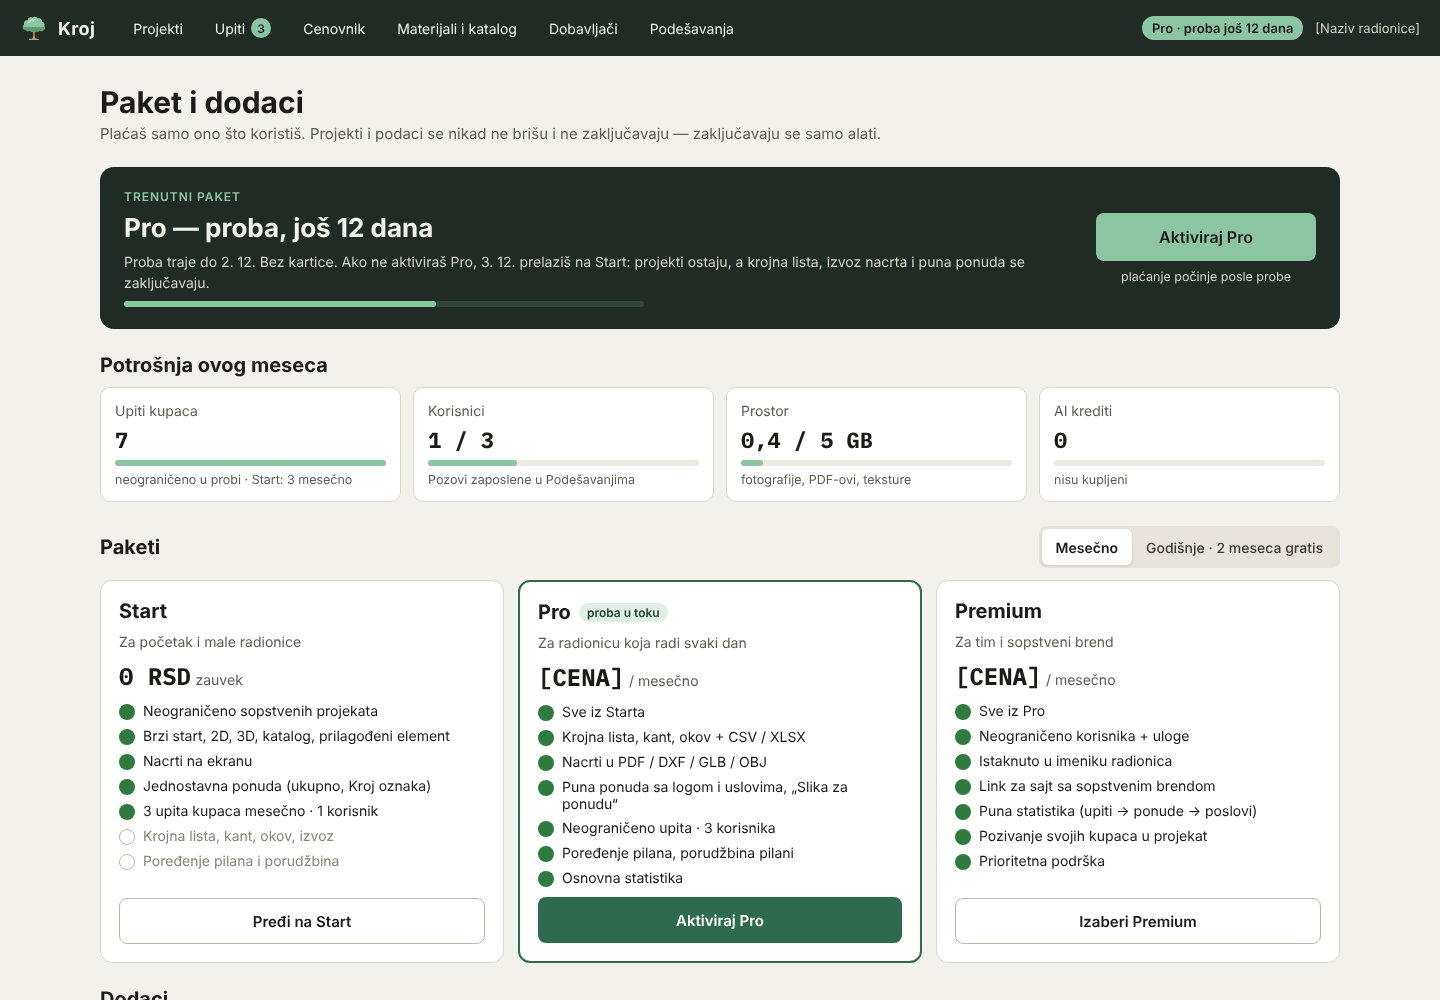 Kroj
Projekti
Upiti 3
Cenovnik
Materijali i katalog
Dobavljači
Podešavanja
Pro · proba još 12 dana
[Naziv radionice]
Paket i dodaci
Plaćaš samo ono što koristiš. Projekti i podaci se nikad ne brišu i ne zaključavaju — zaključavaju se samo alati.
TRENUTNI PAKET
Pro — proba, još 12 dana
Proba traje do 2. 12. Bez kartice. Ako ne aktiviraš Pro, 3. 12. prelaziš na Start: projekti ostaju, a krojna lista, izvoz nacrta i puna ponuda se
zaključavaju.
Aktiviraj Pro
plaćanje počinje posle probe
Potrošnja ovog meseca
Upiti kupaca
7
neograničeno u probi · Start: 3 mesečno
Korisnici
1 / 3
Pozovi zaposlene u Podešavanjima
Prostor
0,4 / 5 GB
fotografije, PDF-ovi, teksture
AI krediti
0
nisu kupljeni
Paketi
Mesečno
Godišnje · 2 meseca gratis
Start
Za početak i male radionice
0 RSD zauvek
Neograničeno sopstvenih projekata
Brzi start, 2D, 3D, katalog, prilagođeni element
Nacrti na ekranu
Jednostavna ponuda (ukupno, Kroj oznaka)
3 upita kupaca mesečno · 1 korisnik
Krojna lista, kant, okov, izvoz
Poređenje pilana i porudžbina
Pređi na Start
Pro proba u toku
Za radionicu koja radi svaki dan
[CENA] / mesečno
Sve iz Starta
Krojna lista, kant, okov + CSV / XLSX
Nacrti u PDF / DXF / GLB / OBJ
Puna ponuda sa logom i uslovima, „Slika za
ponudu“
Neograničeno upita · 3 korisnika
Poređenje pilana, porudžbina pilani
Osnovna statistika
Aktiviraj Pro
Premium
Za tim i sopstveni brend
[CENA] / mesečno
Sve iz Pro
Neograničeno korisnika + uloge
Istaknuto u imeniku radionica
Link za sajt sa sopstvenim brendom
Puna statistika (upiti → ponude → poslovi)
Pozivanje svojih kupaca u projekat
Prioritetna podrška
Izaberi Premium
Dodaci